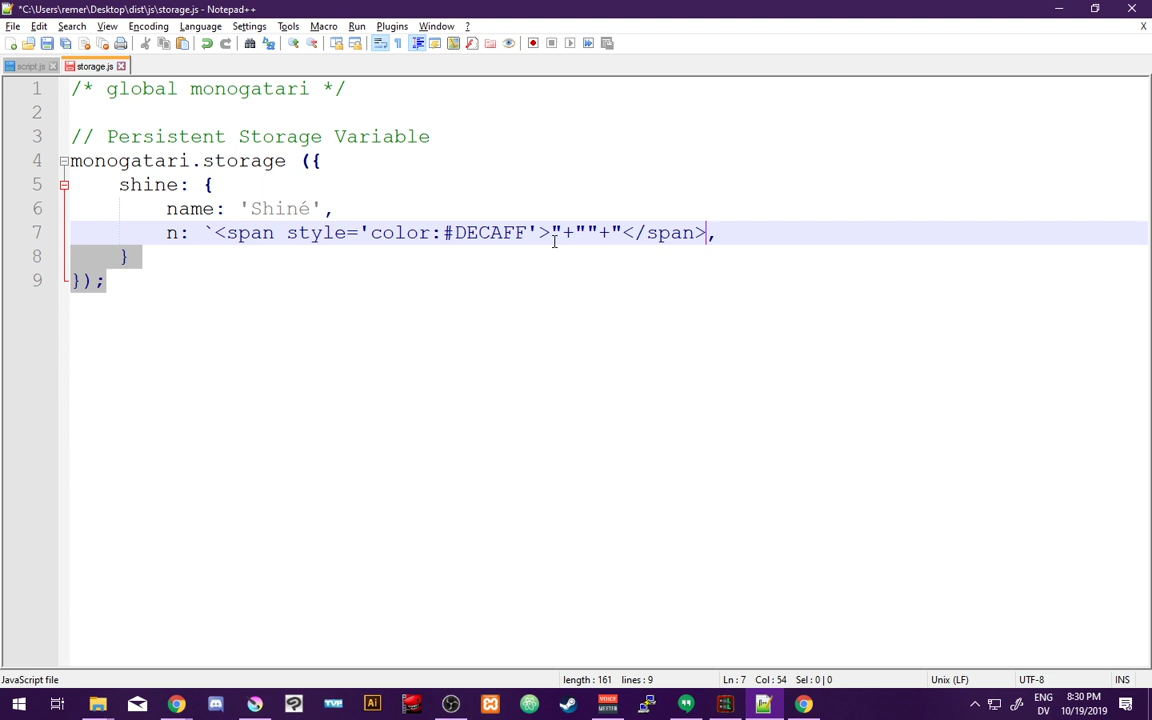 *C:\Users\remer\Desktop\dist\js\storage.js - Notepad++
File Edit Search View Encoding Language Settings Tools Macro Run Plugins Window ? X
script.js storage.js
1 /* global monogatari */
2
3 // Persistent Storage Variable
4 monogatari.storage ({
5 shine: {
6 name: 'Shiné',
7 n: `<span style='color:#DECAFF'>"+""+"</span>,
8 }
9 });
JavaScript file length : 161 lines : 9 Ln : 7 Col : 54 Sel : 0 | 0 Unix (LF) UTF-8 INS
ENG 8:30 PM
DV 10/19/2019